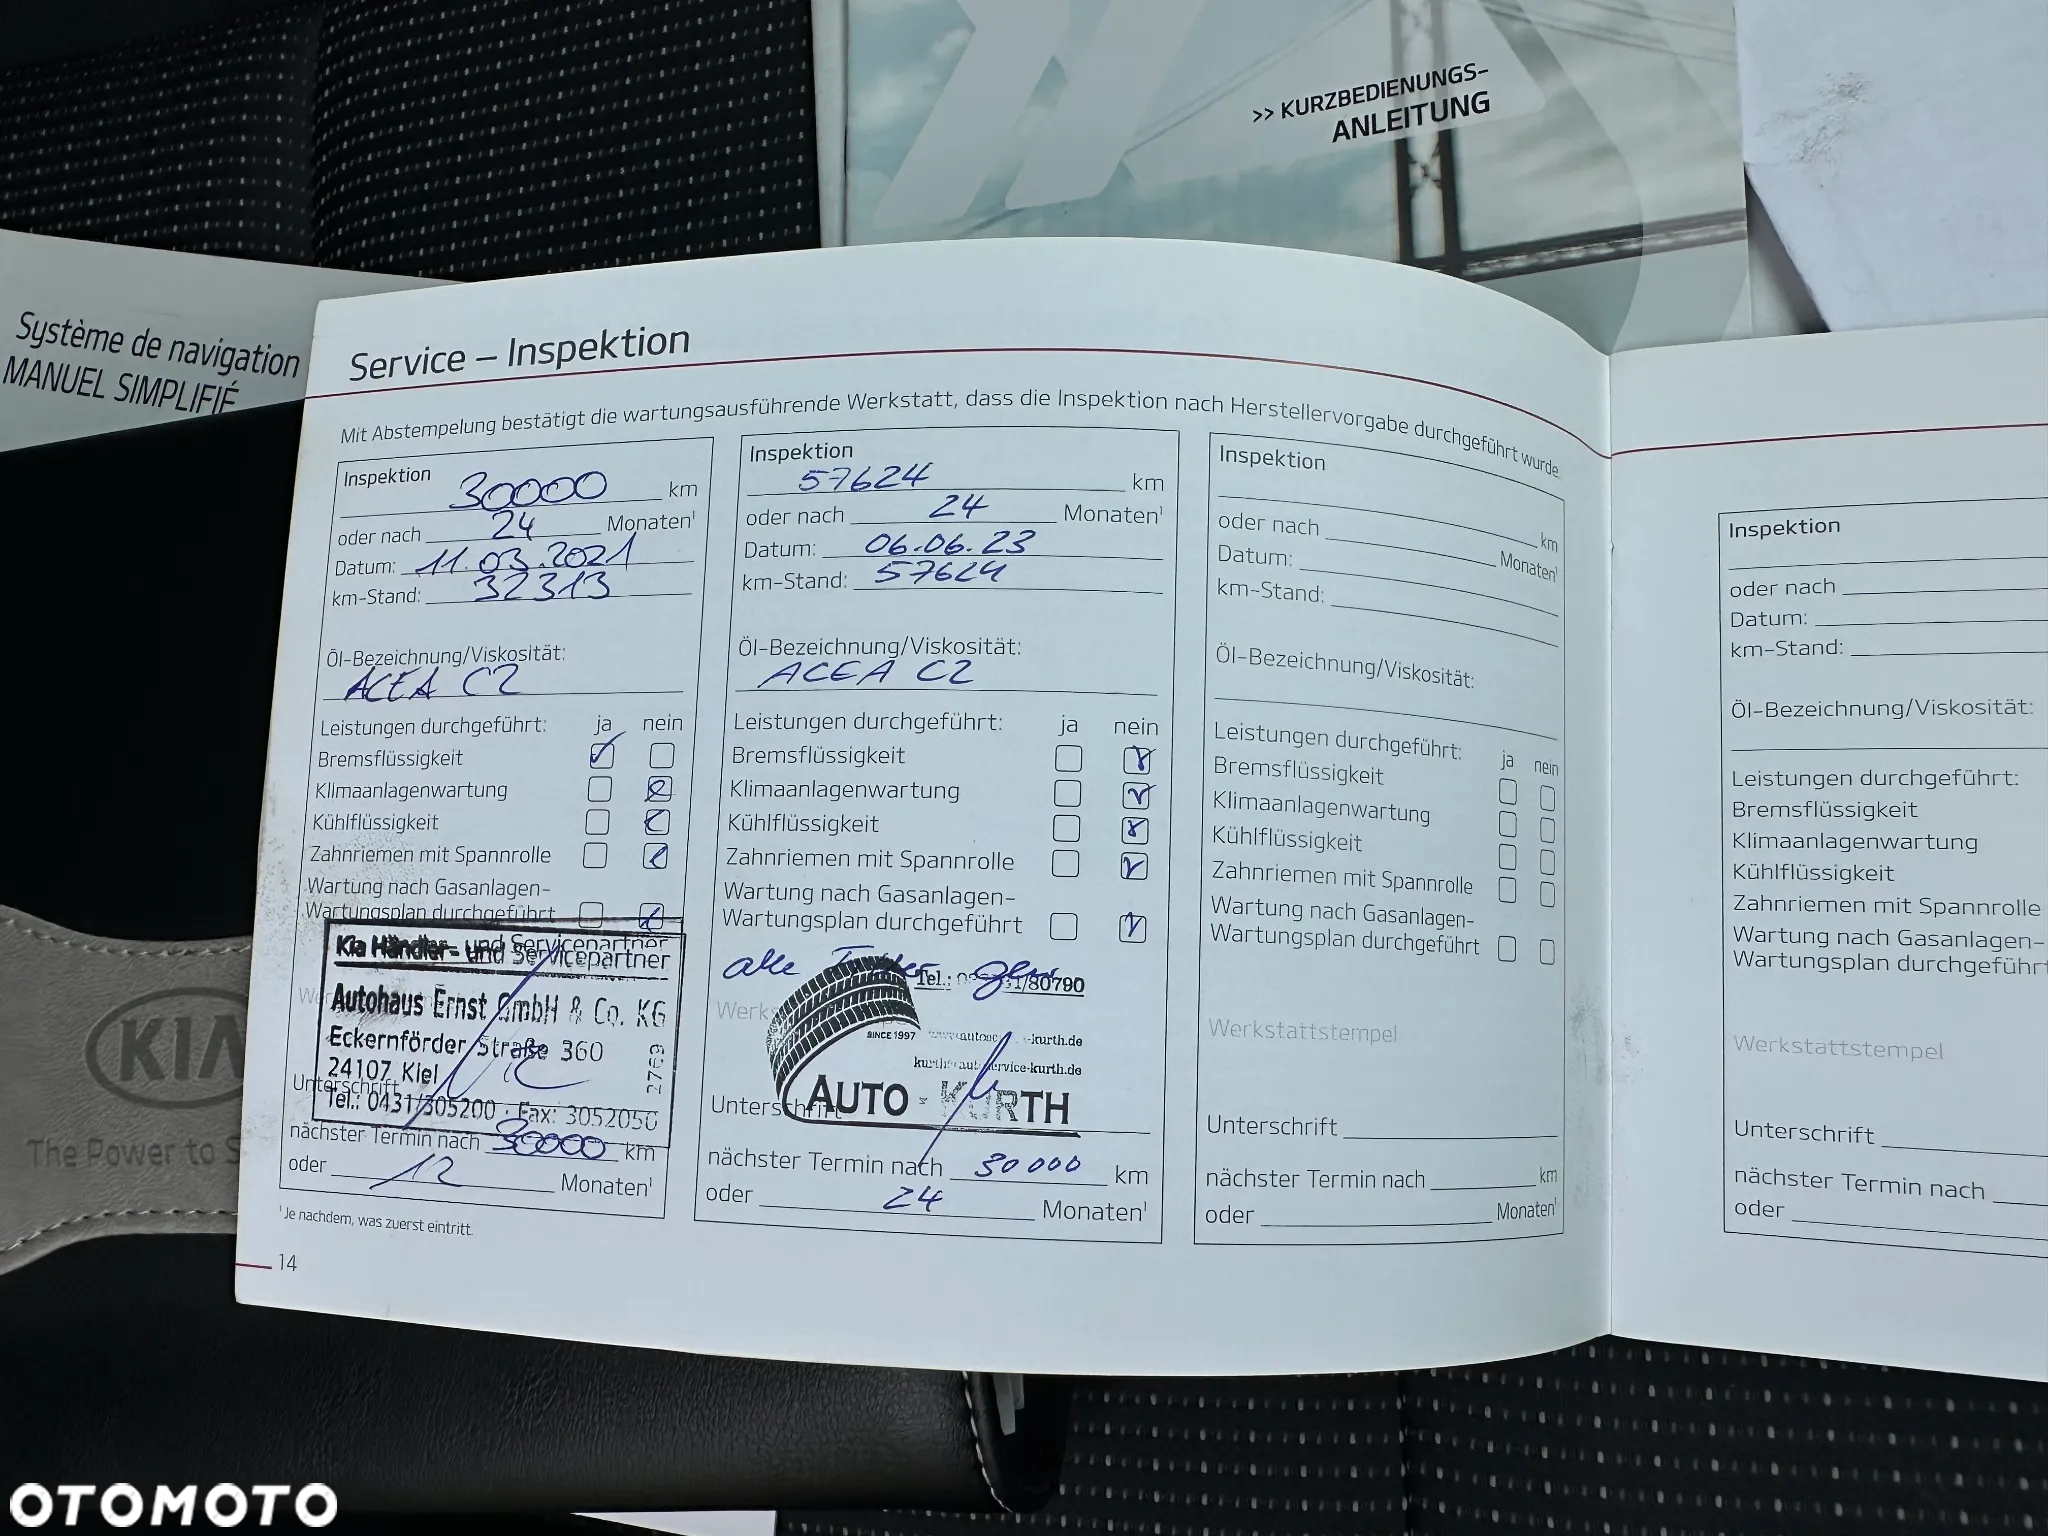 >> KURZBEDIENUNGS-
ANLEITUNG
Système de navigation
MANUEL SIMPLIFIÉ
Service – Inspektion
Mit Abstempelung bestätigt die wartungsausführende Werkstatt, dass die Inspektion nach Herstellervorgabe durchgeführt wurde.
Inspektion 30000 km
oder nach 24 Monaten¹
Datum: 11.03.2021
km-Stand: 32313
Öl-Bezeichnung/Viskosität:
ACEA C2
Leistungen durchgeführt: ja nein
Bremsflüssigkeit
Klimaanlagenwartung
Kühlflüssigkeit
Zahnriemen mit Spannrolle
Wartung nach Gasanlagen-
Wartungsplan durchgeführt
Kia Händler- und Servicepartner
Autohaus Ernst GmbH & Co. KG
Eckernförder Straße 360
24107 Kiel
2769
Unterschrift
Tel.: 0431/305200 · Fax: 3052050
nächster Termin nach 30000 km
oder 12 Monaten¹
¹Je nachdem, was zuerst eintritt.
14
Inspektion
57624 km
oder nach 24 Monaten¹
Datum: 06.06.23
km-Stand: 57624
Öl-Bezeichnung/Viskosität:
ACEA C2
Leistungen durchgeführt: ja nein
Bremsflüssigkeit
Klimaanlagenwartung
Kühlflüssigkeit
Zahnriemen mit Spannrolle
Wartung nach Gasanlagen-
Wartungsplan durchgeführt
alle
Tel.: /80790
SINCE 1997
AUTO - KURTH
Unterschrift
nächster Termin nach 30000 km
oder 24 Monaten¹
Inspektion
km
oder nach Monaten¹
Datum:
km-Stand:
Öl-Bezeichnung/Viskosität:
Leistungen durchgeführt: ja nein
Bremsflüssigkeit
Klimaanlagenwartung
Kühlflüssigkeit
Zahnriemen mit Spannrolle
Wartung nach Gasanlagen-
Wartungsplan durchgeführt
Werkstattstempel
Unterschrift
nächster Termin nach km
oder Monaten¹
Inspektion
oder nach
Datum:
km-Stand:
Öl-Bezeichnung/Viskosität:
Leistungen durchgeführt:
Bremsflüssigkeit
Klimaanlagenwartung
Kühlflüssigkeit
Zahnriemen mit Spannrolle
Wartung nach Gasanlagen-
Wartungsplan durchgeführt
Werkstattstempel
Unterschrift
nächster Termin nach
oder
KIA
The Power to S
OTOMOTO